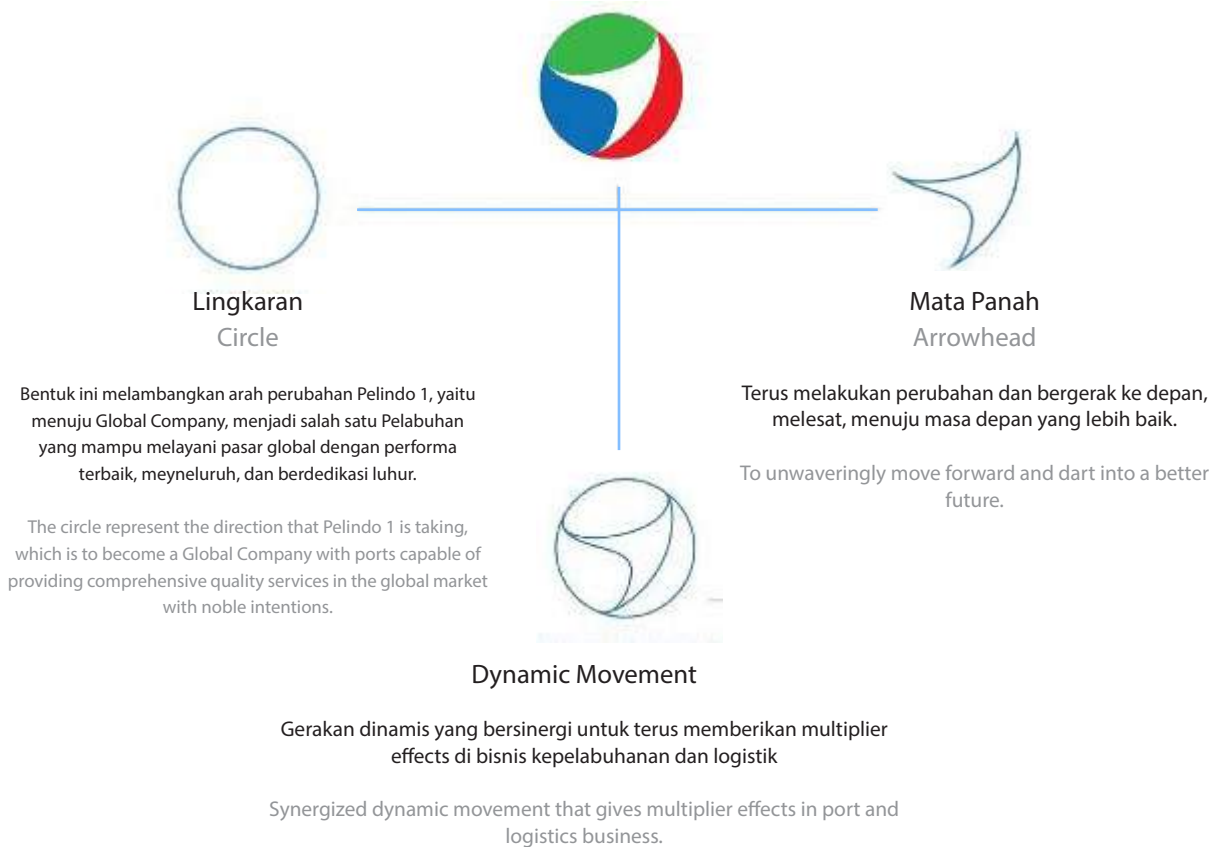 Lingkaran
Circle
Bentuk ini melambangkan arah perubahan Pelindo 1, yaitu
menuju Global Company, menjadi salah satu Pelabuhan
yang mampu melayani pasar global dengan performa
terbaik, meyneluruh, dan berdedikasi luhur.
The circle represent the direction that Pelindo 1 is taking,
which is to become a Global Company with ports capable of
providing comprehensive quality services in the global market
with noble intentions.
Mata Panah
Arrowhead
Terus melakukan perubahan dan bergerak ke depan,
melesat, menuju masa depan yang lebih baik.
To unwaveringly move forward and dart into a better
future.
Dynamic Movement
Gerakan dinamis yang bersinergi untuk terus memberikan multiplier
effects di bisnis kepelabuhanan dan logistik
Synergized dynamic movement that gives multiplier effects in port and
logistics business.